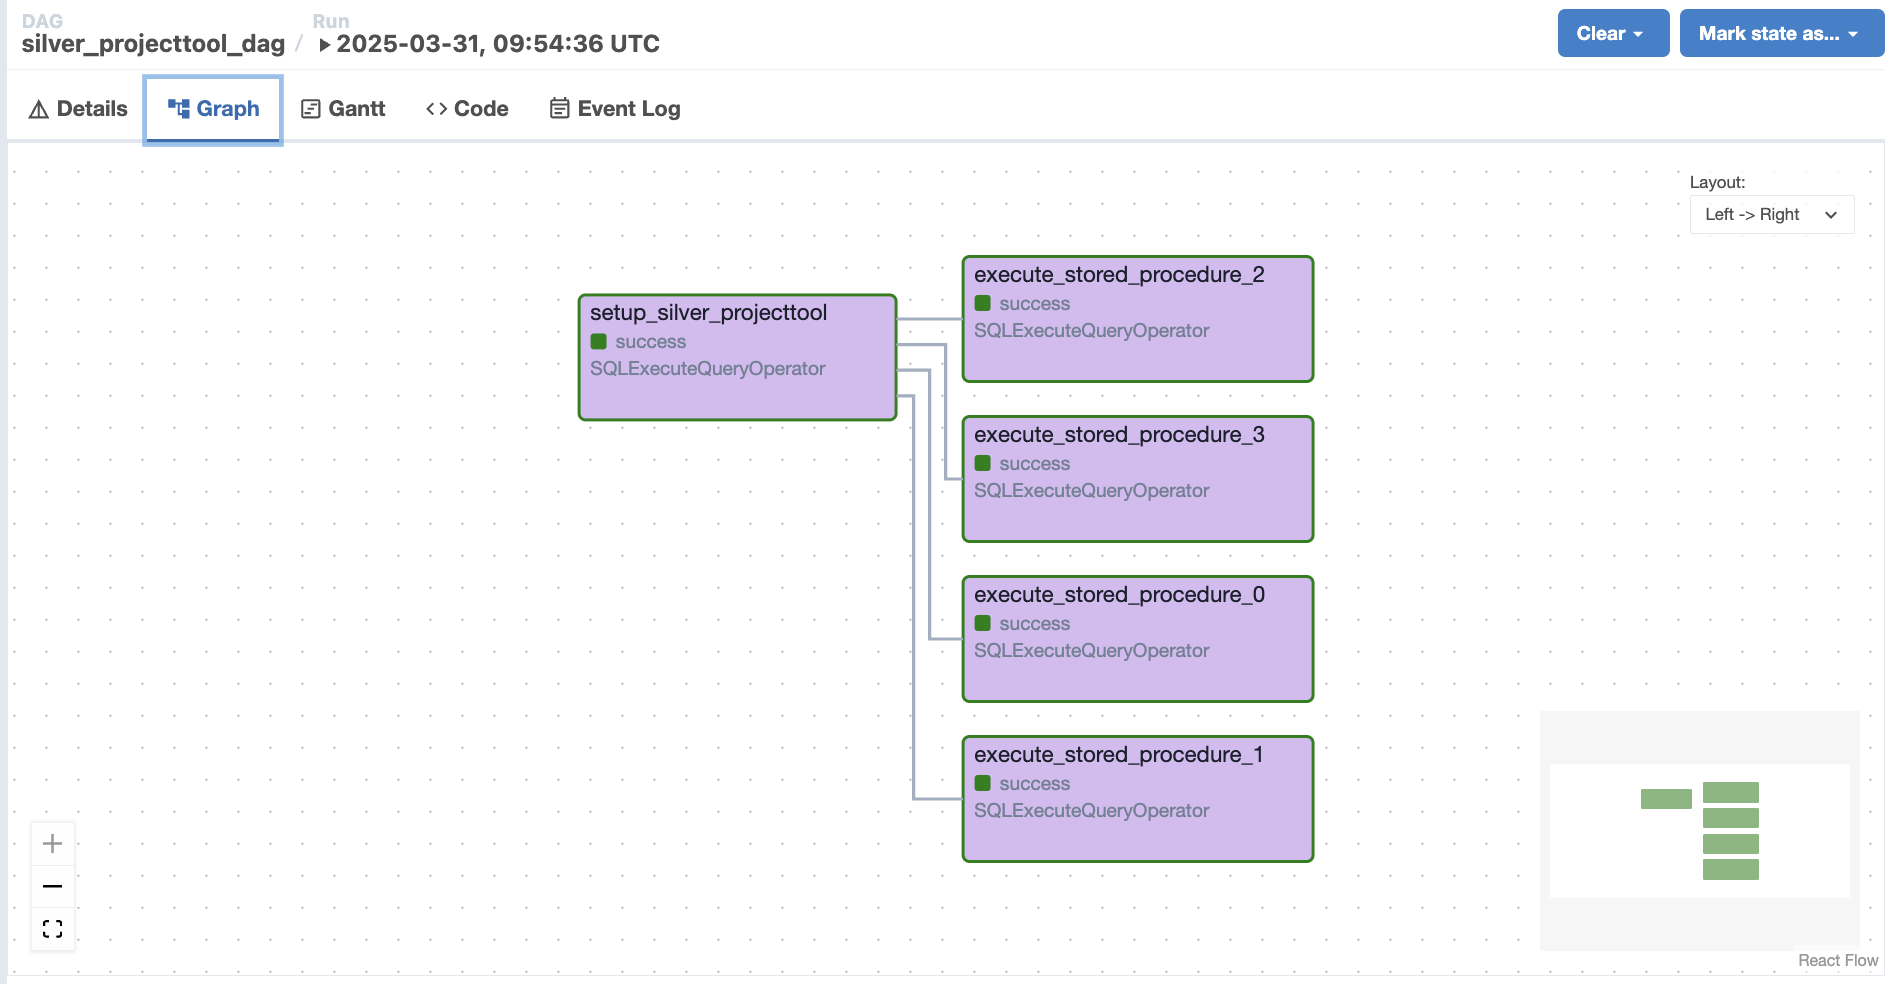 DAG
silver_projecttool_dag
/
Run
2025-03-31, 09:54:36 UTC
Clear
Mark state as...
Details
Graph
Gantt
Code
Event Log
Layout:
Left -> Right
setup_silver_projecttool
success
SQLExecuteQueryOperator
execute_stored_procedure_2
success
SQLExecuteQueryOperator
execute_stored_procedure_3
success
SQLExecuteQueryOperator
execute_stored_procedure_0
success
SQLExecuteQueryOperator
execute_stored_procedure_1
success
SQLExecuteQueryOperator
React Flow